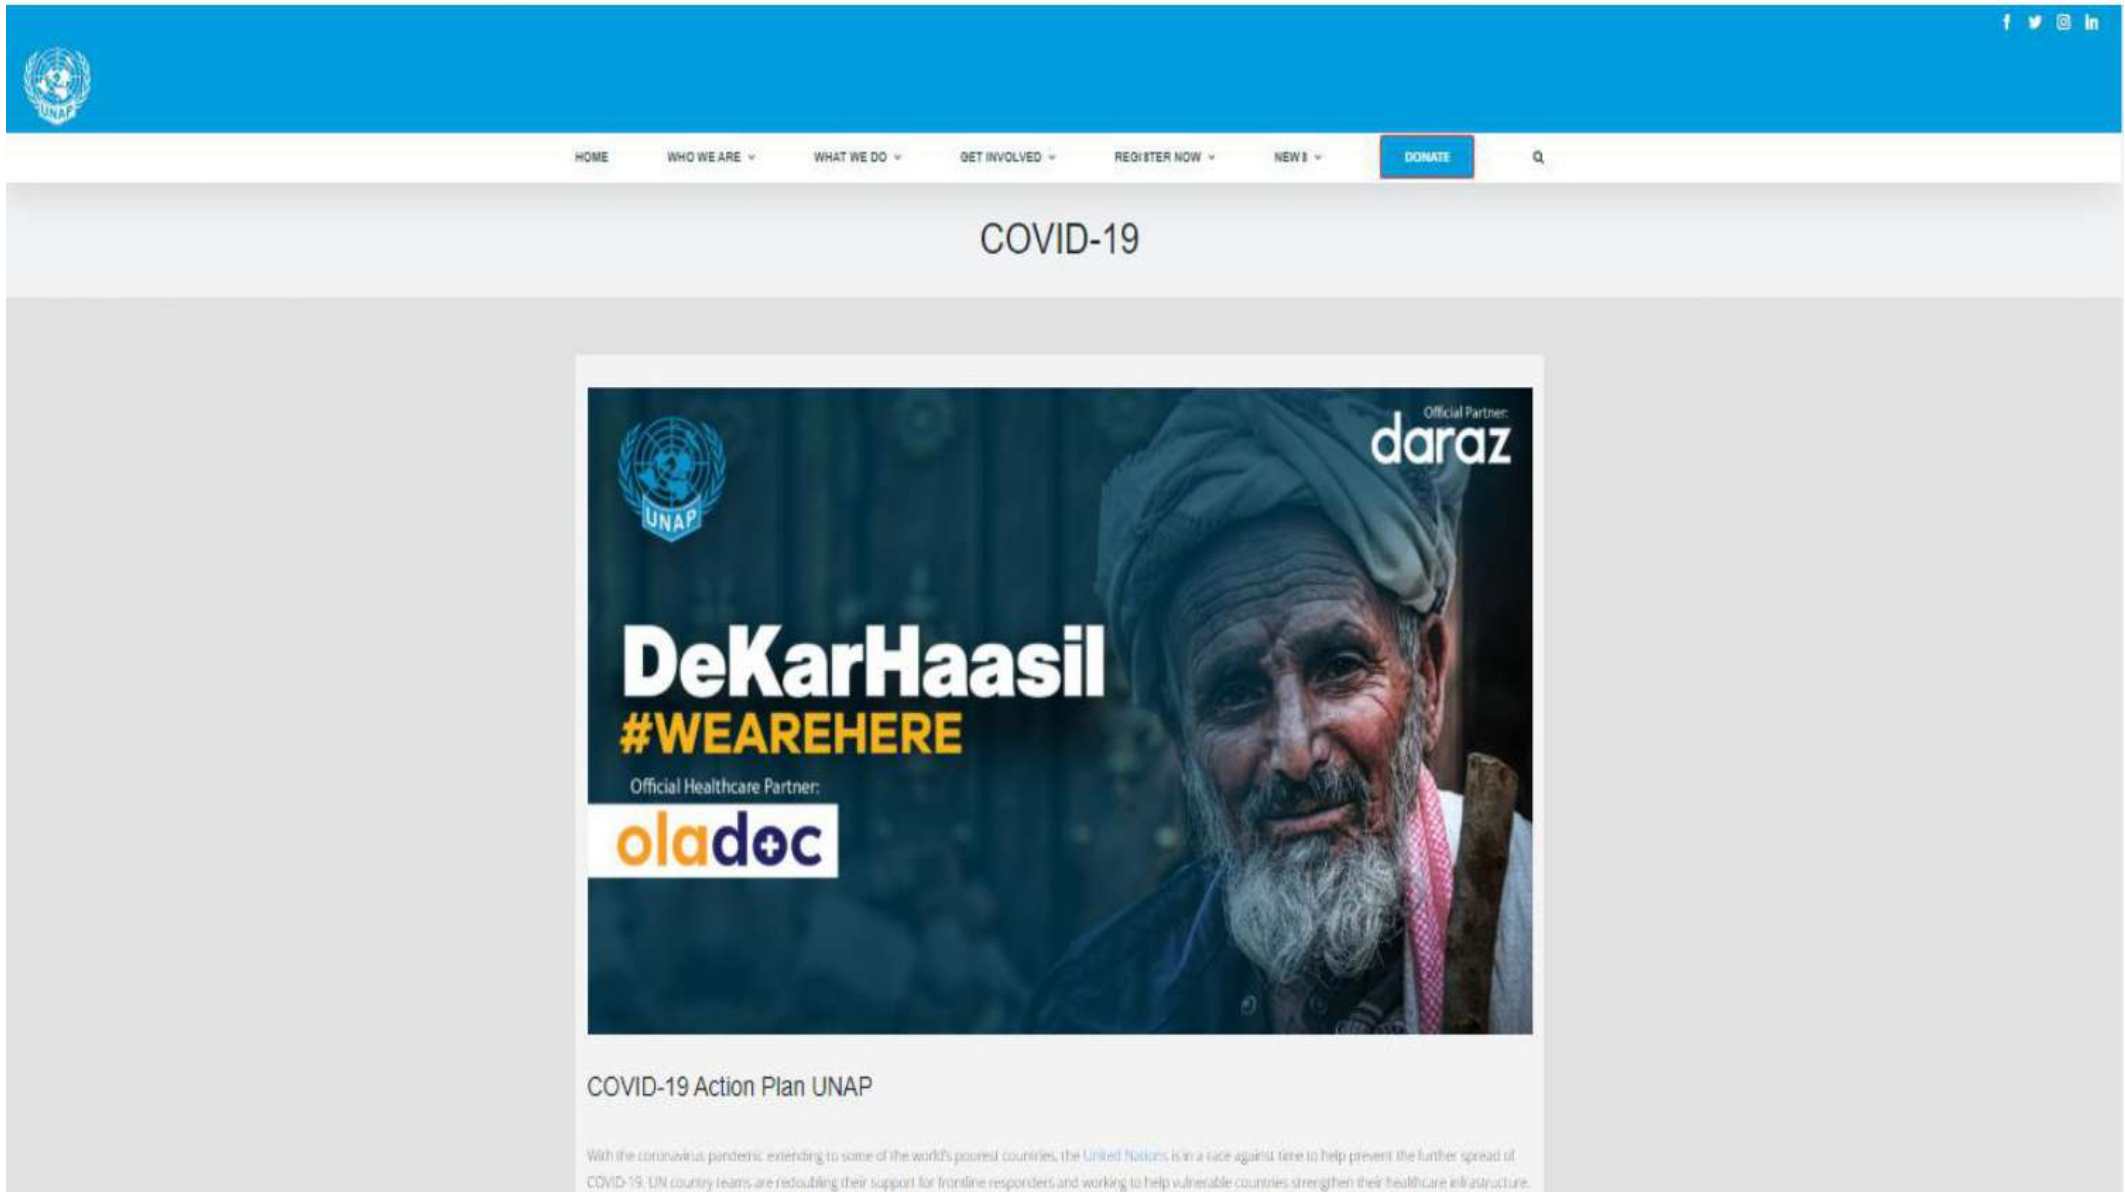 UNAP
HOME WHO WE ARE WHAT WE DO GET INVOLVED REGISTER NOW NEWS DONATE
COVID-19
Official Partner:
daraz
UNAP
DeKarHaasil
#WEAREHERE
Official Healthcare Partner:
oladoc
COVID-19 Action Plan UNAP
With the coronavirus pandemic extending to some of the world's poorest countries, the United Nations is in a race against time to help prevent the further spread of
COVID-19. UN country teams are redoubling their support for frontline responders and working to help vulnerable countries strengthen their healthcare infrastructure.